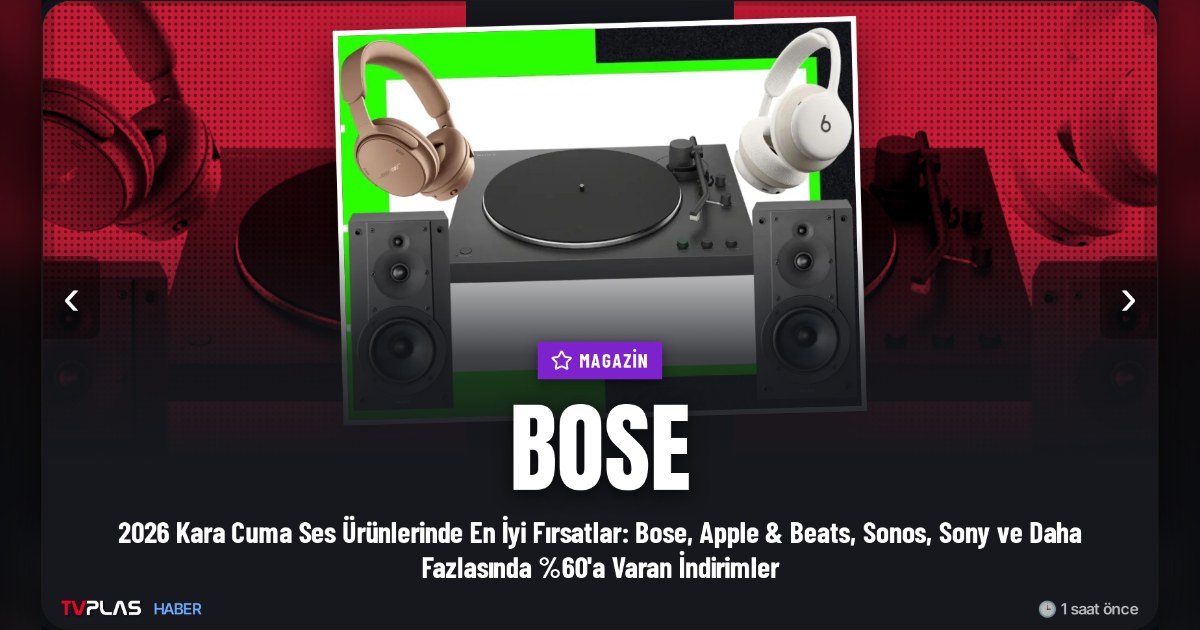 MAGAZİN
BOSE
2026 Kara Cuma Ses Ürünlerinde En İyi Fırsatlar: Bose, Apple & Beats, Sonos, Sony ve Daha
Fazlasında %60'a Varan İndirimler
TVPLAS HABER
1 saat önce